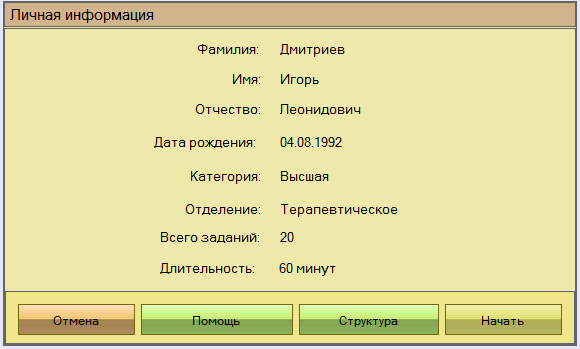 Личная информация
Фамилия: Дмитриев
Имя: Игорь
Отчество: Леонидович
Дата рождения: 04.08.1992
Категория: Высшая
Отделение: Терапевтическое
Всего заданий: 20
Длительность: 60 минут
Отмена Помощь Структура Начать